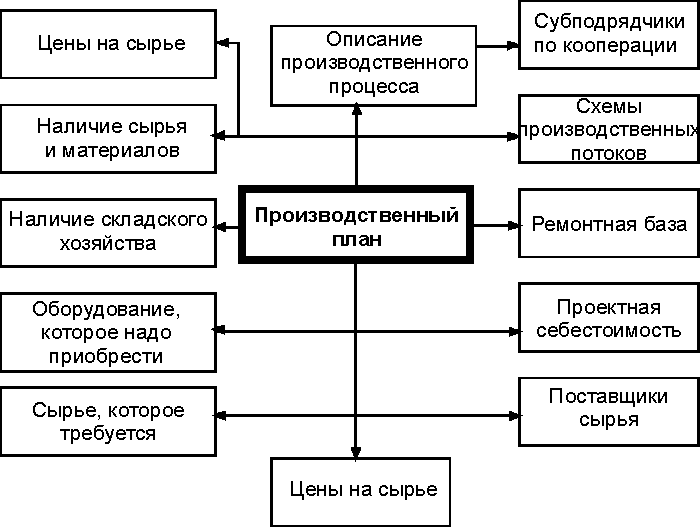 Цены на сырье
Описание
производственного
процесса
Субподрядчики
по кооперации
Наличие сырья
и материалов
Схемы
производственных
потоков
Наличие складского
хозяйства
Производственный
план
Ремонтная база
Оборудование,
которое надо
приобрести
Проектная
себестоимость
Сырье, которое
требуется
Поставщики
сырья
Цены на сырье